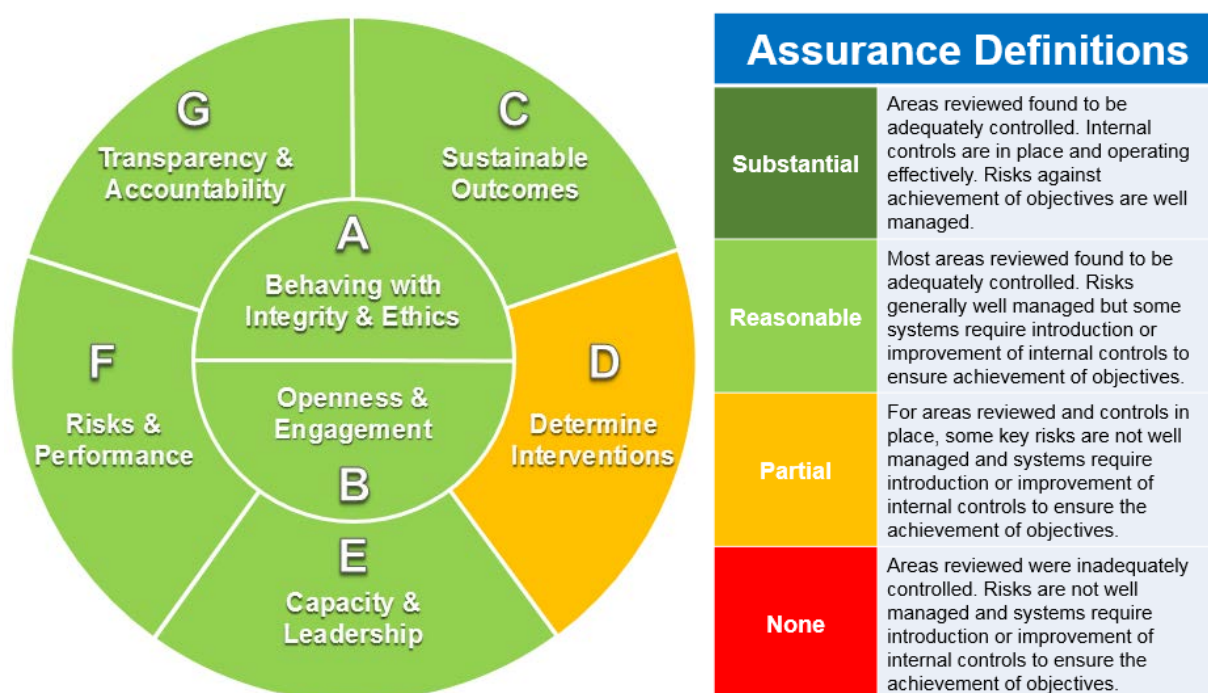 G
Transparency &
Accountability
C
Sustainable
Outcomes
A
Behaving with
Integrity & Ethics
F
Risks &
Performance
Openness &
Engagement
B
D
Determine
Interventions
E
Capacity &
Leadership
Assurance Definitions
Substantial
Areas reviewed found to be
adequately controlled. Internal
controls are in place and operating
effectively. Risks against
achievement of objectives are well
managed.
Reasonable
Most areas reviewed found to be
adequately controlled. Risks
generally well managed but some
systems require introduction or
improvement of internal controls to
ensure achievement of objectives.
Partial
For areas reviewed and controls in
place, some key risks are not well
managed and systems require
introduction or improvement of
internal controls to ensure the
achievement of objectives.
None
Areas reviewed were inadequately
controlled. Risks are not well
managed and systems require
introduction or improvement of
internal controls to ensure the
achievement of objectives.